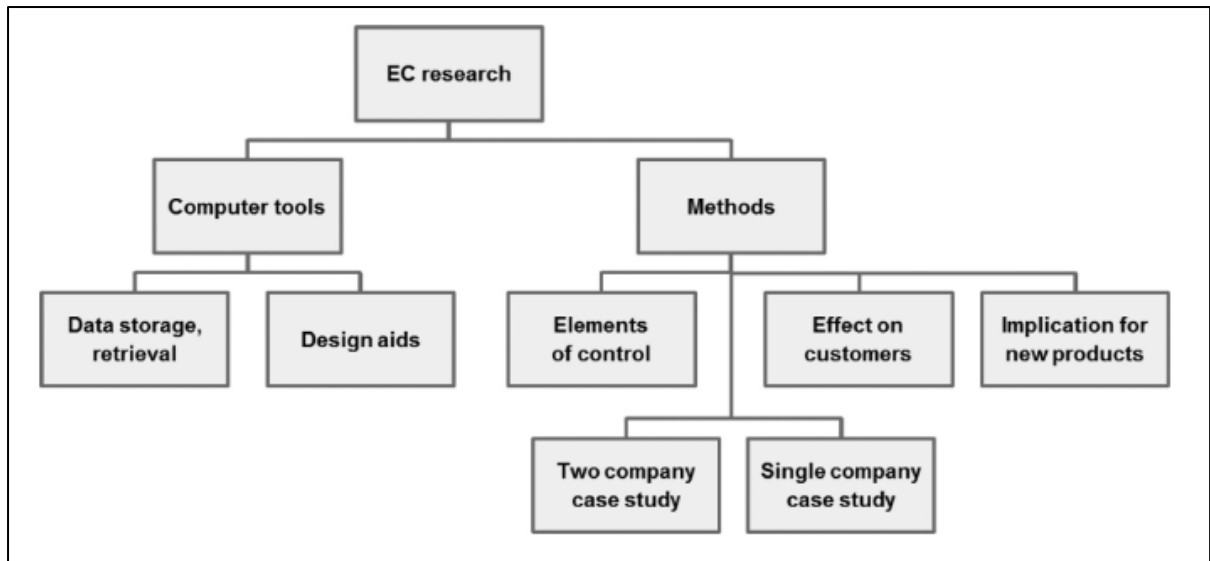 EC research
Computer tools
Methods
Data storage,
retrieval
Design aids
Elements
of control
Effect on
customers
Implication for
new products
Two company
case study
Single company
case study